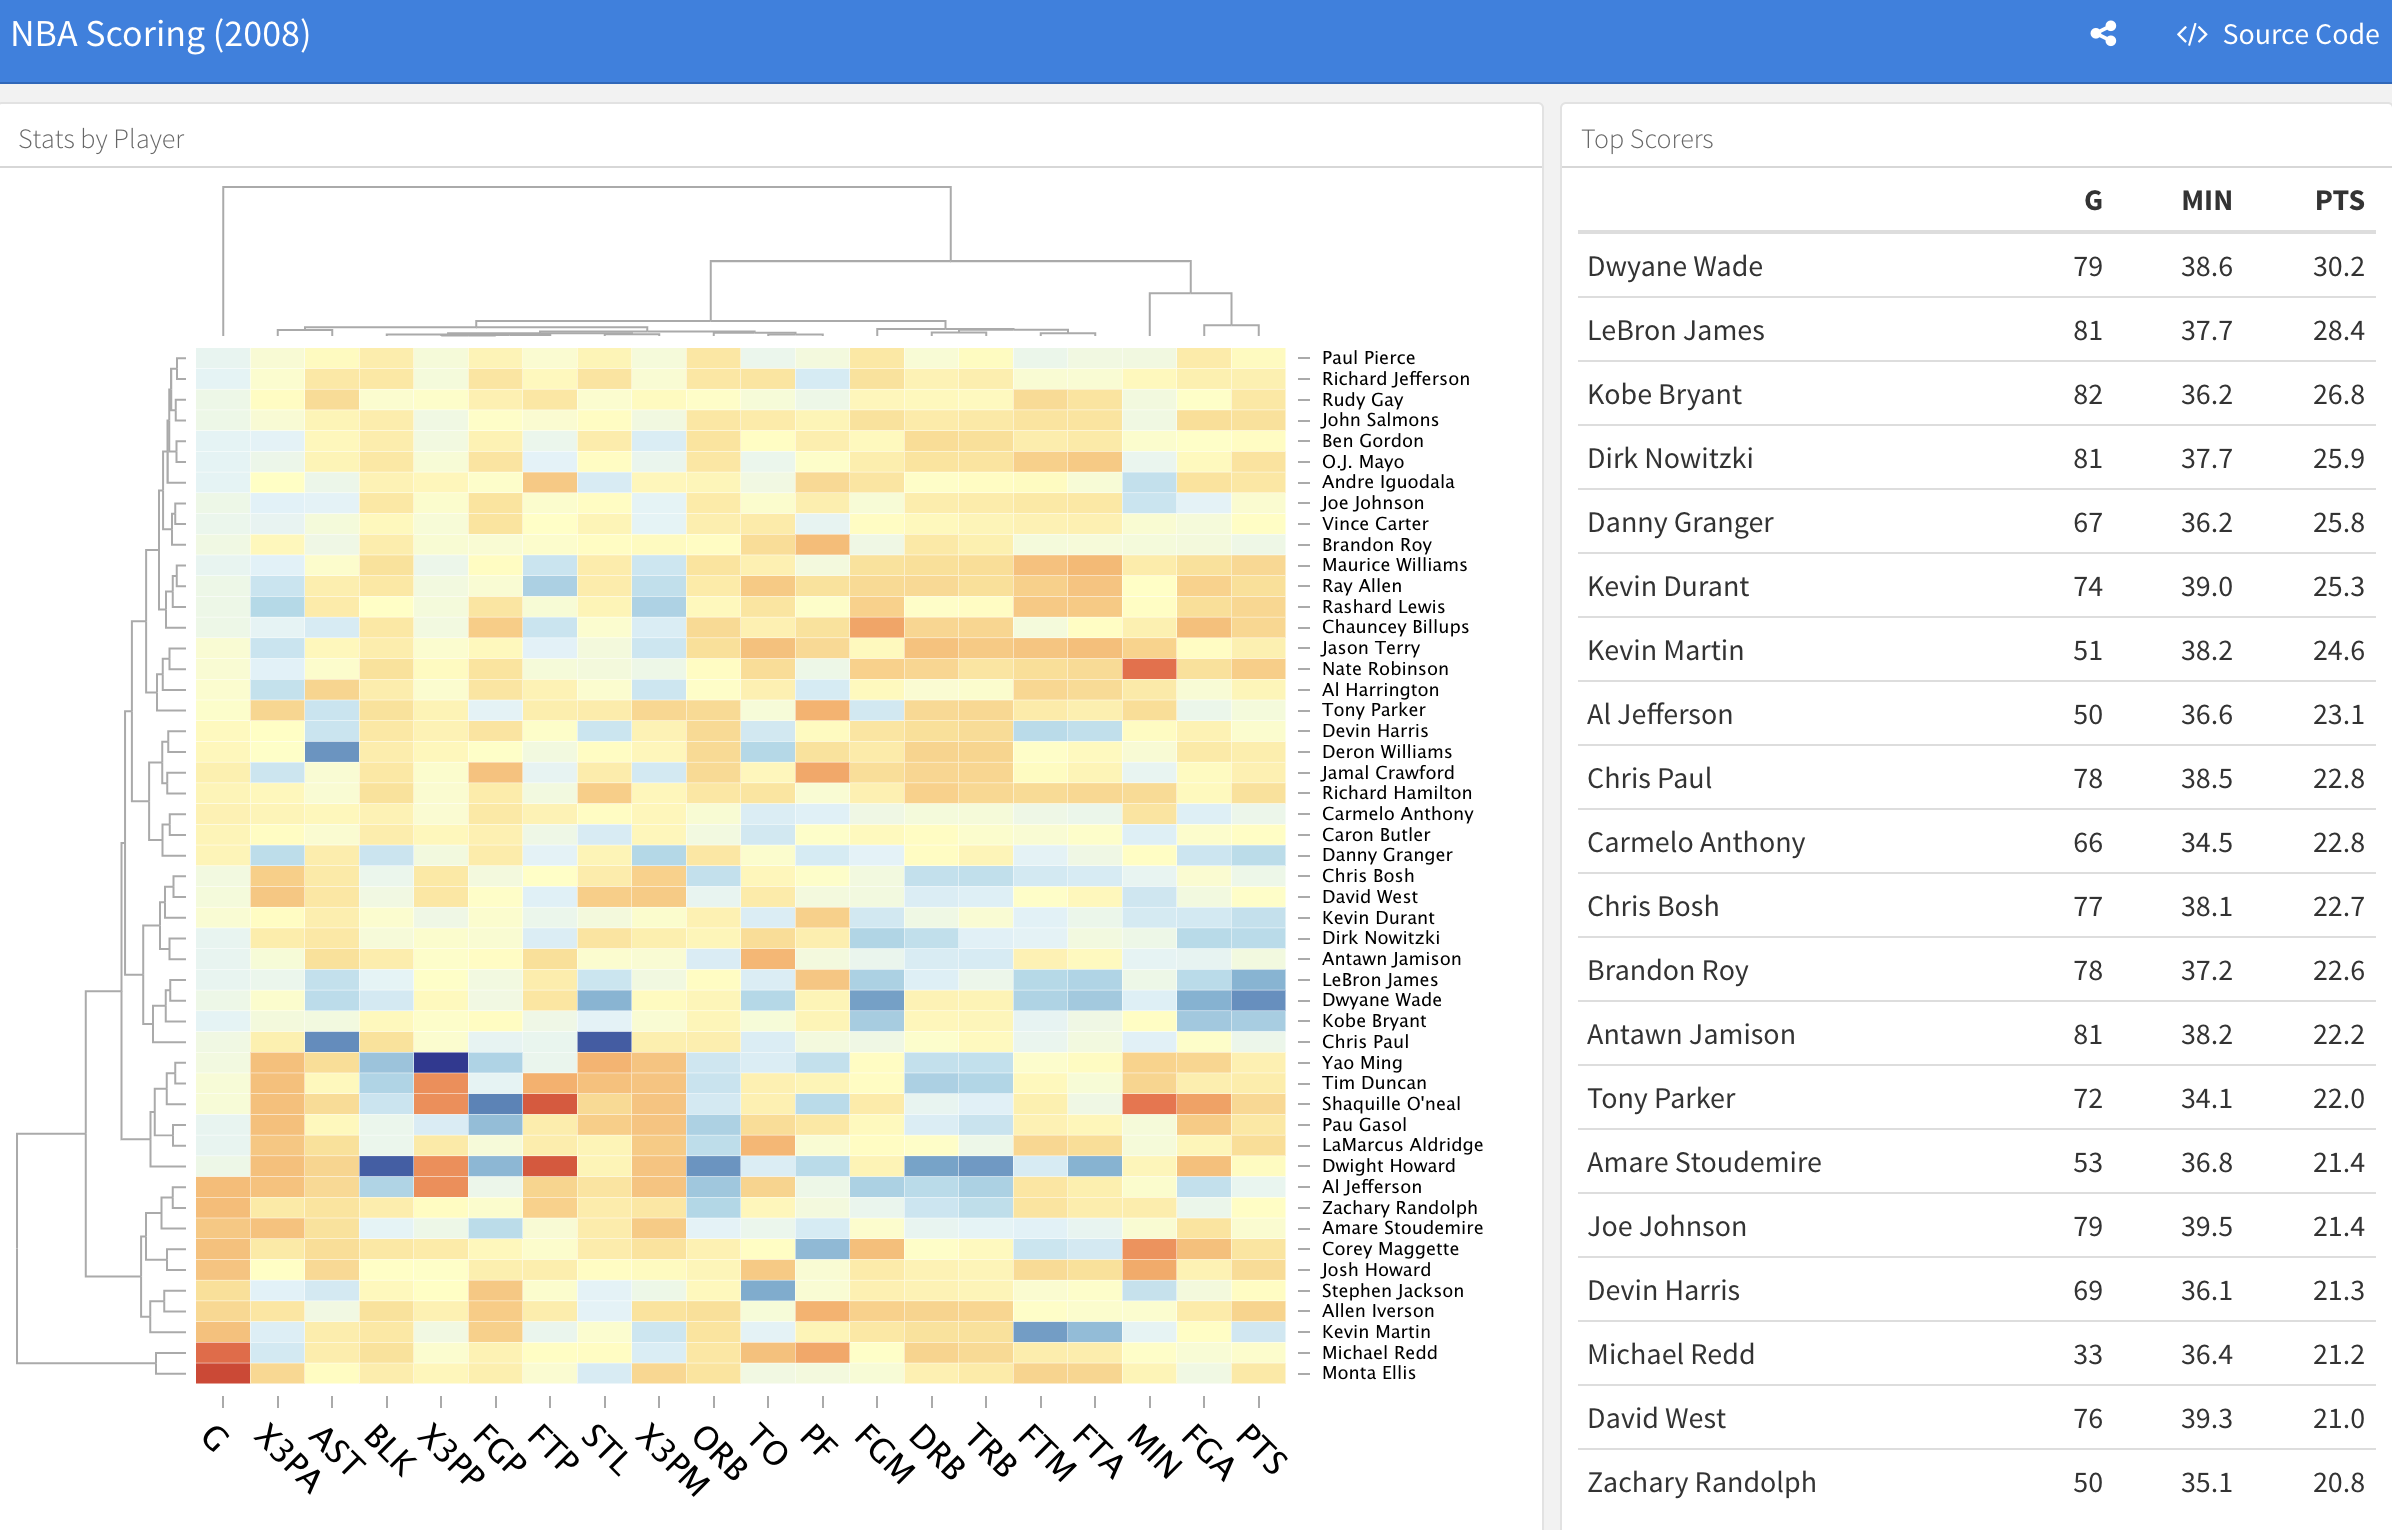 NBA Scoring (2008)
Source Code
Stats by Player
Paul Pierce
Richard Jefferson
Rudy Gay
John Salmons
Ben Gordon
O.J. Mayo
Andre Iguodala
Joe Johnson
Vince Carter
Brandon Roy
Maurice Williams
Ray Allen
Rashard Lewis
Chauncey Billups
Jason Terry
Nate Robinson
Al Harrington
Tony Parker
Devin Harris
Deron Williams
Jamal Crawford
Richard Hamilton
Carmelo Anthony
Caron Butler
Danny Granger
Chris Bosh
David West
Kevin Durant
Dirk Nowitzki
Antawn Jamison
LeBron James
Dwyane Wade
Kobe Bryant
Chris Paul
Yao Ming
Tim Duncan
Shaquille O'neal
Pau Gasol
LaMarcus Aldridge
Dwight Howard
Al Jefferson
Zachary Randolph
Amare Stoudemire
Corey Maggette
Josh Howard
Stephen Jackson
Allen Iverson
Kevin Martin
Michael Redd
Monta Ellis
G X3PA AST BLK X3PP FGP FTP STL X3PM ORB TO PF FGM DRB TRB FTM FTA MIN FGA PTS
Top Scorers
G MIN PTS
Dwyane Wade 79 38.6 30.2
LeBron James 81 37.7 28.4
Kobe Bryant 82 36.2 26.8
Dirk Nowitzki 81 37.7 25.9
Danny Granger 67 36.2 25.8
Kevin Durant 74 39.0 25.3
Kevin Martin 51 38.2 24.6
Al Jefferson 50 36.6 23.1
Chris Paul 78 38.5 22.8
Carmelo Anthony 66 34.5 22.8
Chris Bosh 77 38.1 22.7
Brandon Roy 78 37.2 22.6
Antawn Jamison 81 38.2 22.2
Tony Parker 72 34.1 22.0
Amare Stoudemire 53 36.8 21.4
Joe Johnson 79 39.5 21.4
Devin Harris 69 36.1 21.3
Michael Redd 33 36.4 21.2
David West 76 39.3 21.0
Zachary Randolph 50 35.1 20.8